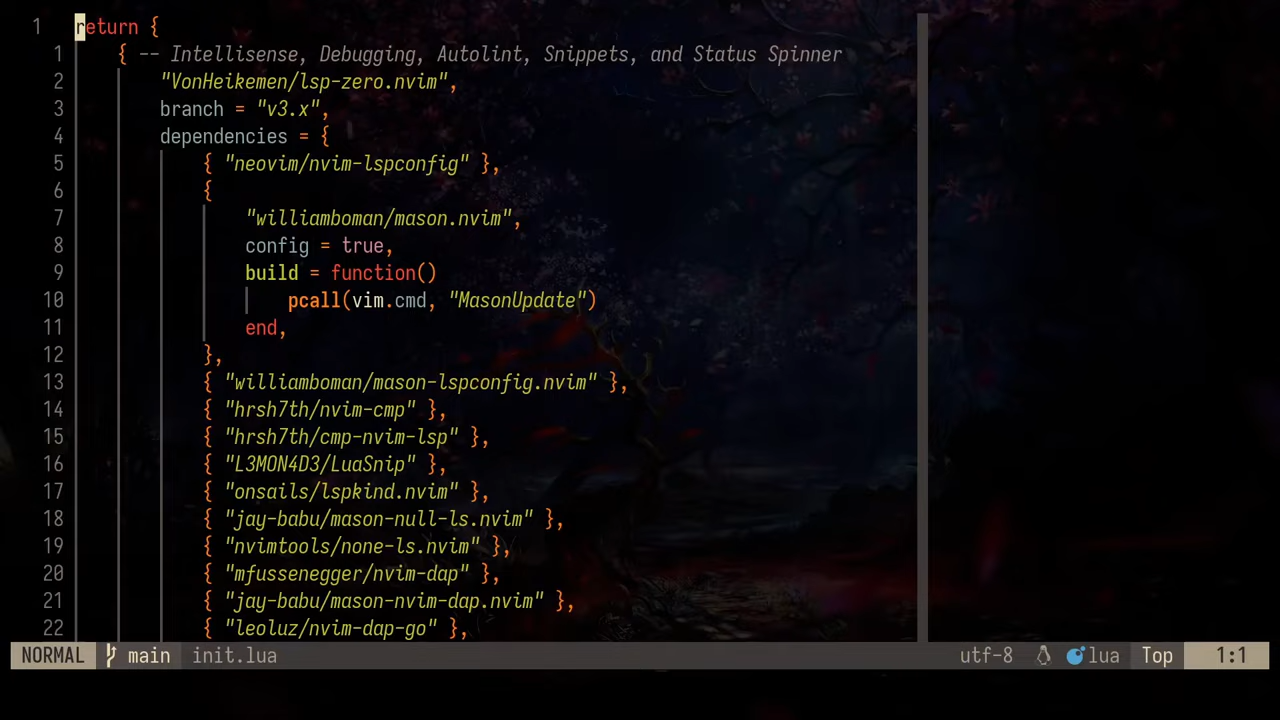 1 return {
1 { -- Intellisense, Debugging, Autolint, Snippets, and Status Spinner
2 "VonHeikemen/lsp-zero.nvim",
3 branch = "v3.x",
4 dependencies = {
5 { "neovim/nvim-lspconfig" },
6 {
7 "williamboman/mason.nvim",
8 config = true,
9 build = function()
10 pcall(vim.cmd, "MasonUpdate")
11 end,
12 },
13 { "williamboman/mason-lspconfig.nvim" },
14 { "hrsh7th/nvim-cmp" },
15 { "hrsh7th/cmp-nvim-lsp" },
16 { "L3MON4D3/LuaSnip" },
17 { "onsails/lspkind.nvim" },
18 { "jay-babu/mason-null-ls.nvim" },
19 { "nvimtools/none-ls.nvim" },
20 { "mfussenegger/nvim-dap" },
21 { "jay-babu/mason-nvim-dap.nvim" },
22 { "leoluz/nvim-dap-go" },
NORMAL main init.lua utf-8 lua Top 1:1